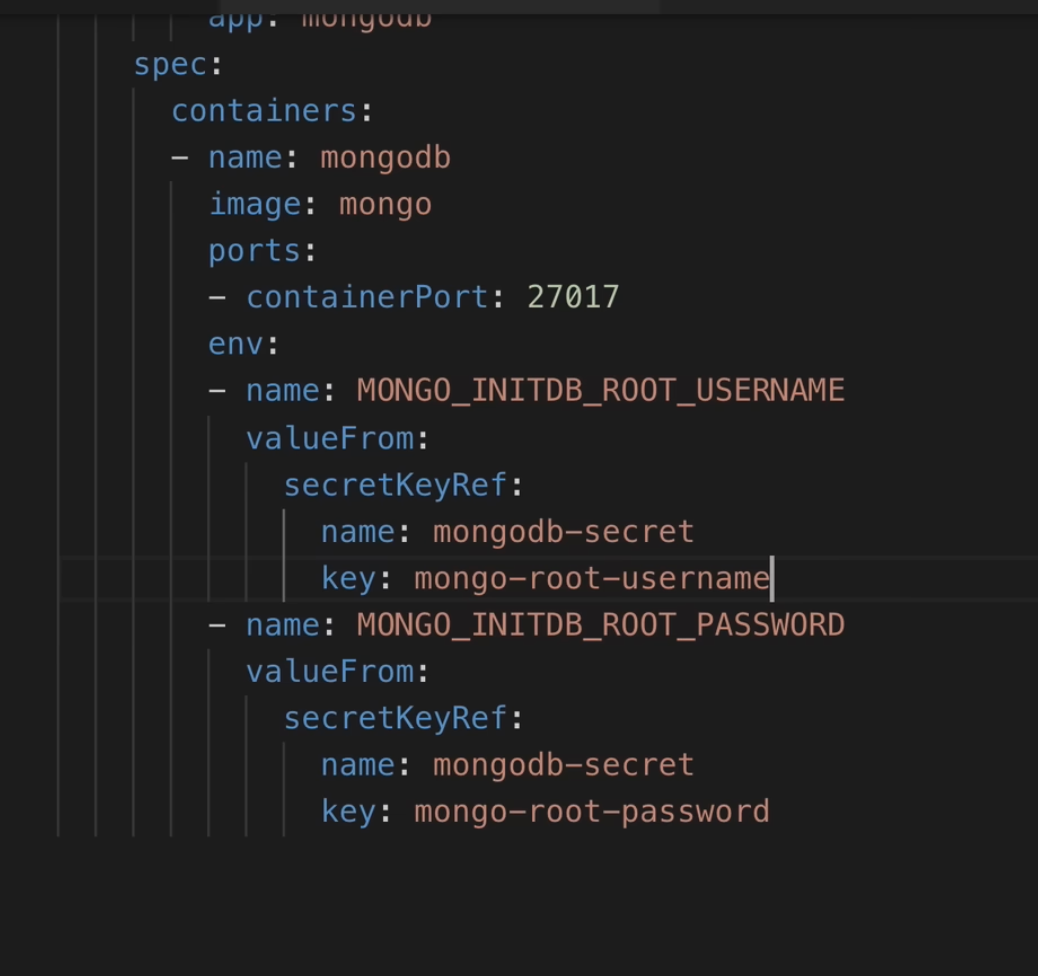 app: mongodb
spec:
containers:
- name: mongodb
image: mongo
ports:
- containerPort: 27017
env:
- name: MONGO_INITDB_ROOT_USERNAME
valueFrom:
secretKeyRef:
name: mongodb-secret
key: mongo-root-username
- name: MONGO_INITDB_ROOT_PASSWORD
valueFrom:
secretKeyRef:
name: mongodb-secret
key: mongo-root-password